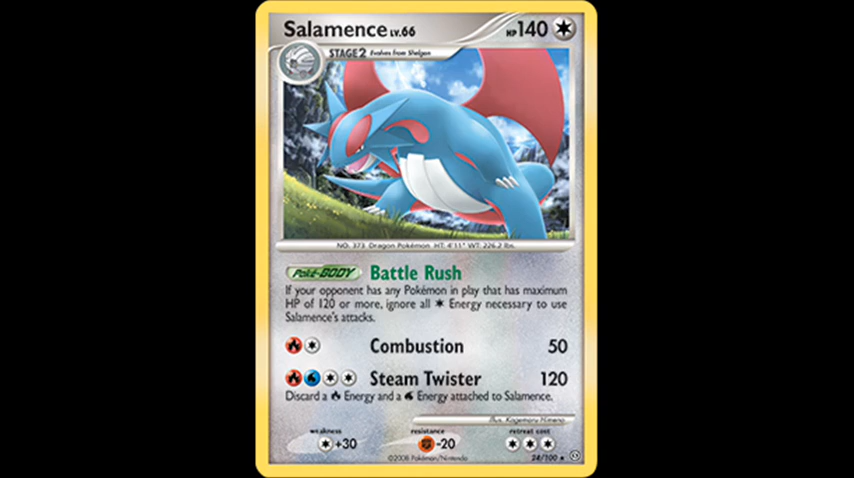 Salamence LV.66 HP 140
STAGE2 Evolves from Shelgon
NO. 373 Dragon Pokémon HT: 4'11" WT: 226.2 lbs.
Poké-BODY Battle Rush
If your opponent has any Pokémon in play that has maximum
HP of 120 or more, ignore all Energy necessary to use
Salamence's attacks.
Combustion 50
Steam Twister 120
Discard a Energy and a Energy attached to Salamence.
Illus. Kagemaru Himeno
weakness resistance retreat cost
+30 -20
©2008 Pokémon/Nintendo 24/100 ★